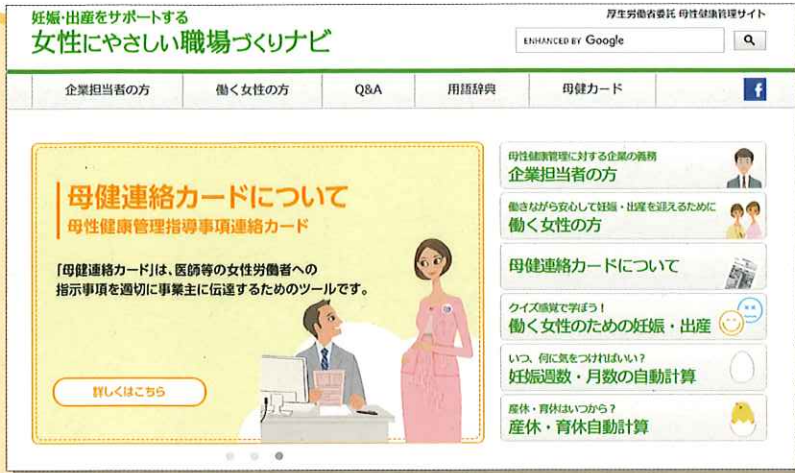 妊娠・出産をサポートする
女性にやさしい職場づくりナビ
厚生労働省委託 母性健康管理サイト
ENHANCED BY Google
企業担当者の方
働く女性の方
Q&A
用語辞典
母健カード
f
母健連絡カードについて
母性健康管理指導事項連絡カード
「母健連絡カード」は、医師等の女性労働者への
指示事項を適切に事業主に伝達するためのツールです。
詳しくはこちら
母性健康管理に対する企業の義務
企業担当者の方
働きながら安心して妊娠・出産を迎えるために
働く女性の方
母健連絡カードについて
クイズ感覚で学ぼう!
働く女性のための妊娠・出産
いつ、何に気をつければいい?
妊娠週数・月数の自動計算
産休・育休はいつから?
産休・育休自動計算